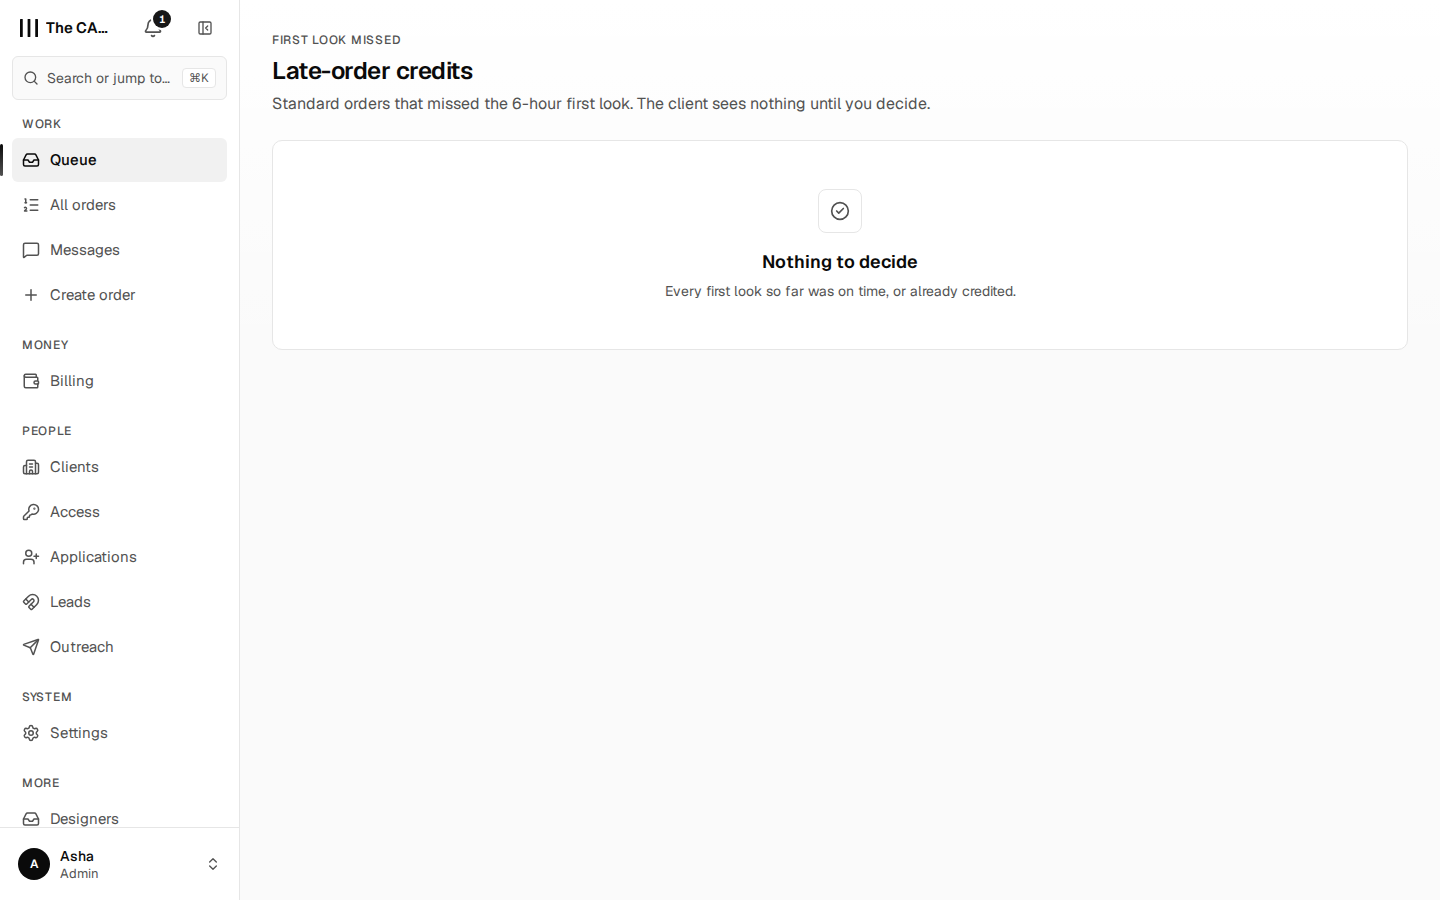 The CA...
1
Search or jump to...
⌘K
WORK
Queue
All orders
Messages
Create order
MONEY
Billing
PEOPLE
Clients
Access
Applications
Leads
Outreach
SYSTEM
Settings
MORE
Designers
A
Asha
Admin
FIRST LOOK MISSED
Late-order credits
Standard orders that missed the 6-hour first look. The client sees nothing until you decide.
Nothing to decide
Every first look so far was on time, or already credited.